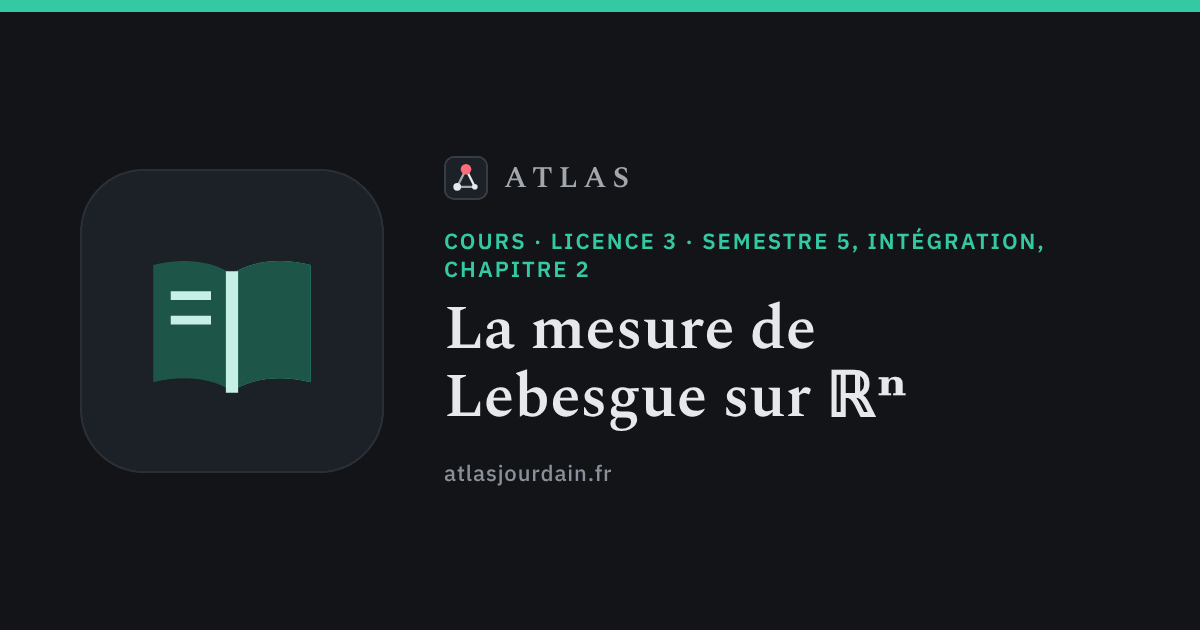 ATLAS
COURS · LICENCE 3 · SEMESTRE 5, INTÉGRATION,
CHAPITRE 2
La mesure de
Lebesgue sur ℝⁿ
atlasjourdain.fr